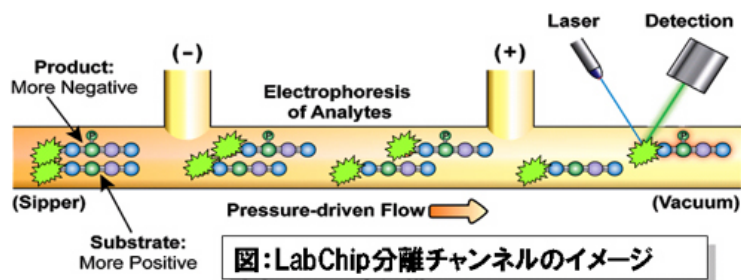 Laser
Detection
(-)
(+)
Product:
More Negative
Electrophoresis
of Analytes
P
P
P
P
(Sipper)
Pressure-driven Flow
(Vacuum)
Substrate:
More Positive
図:LabChip分離チャンネルのイメージ